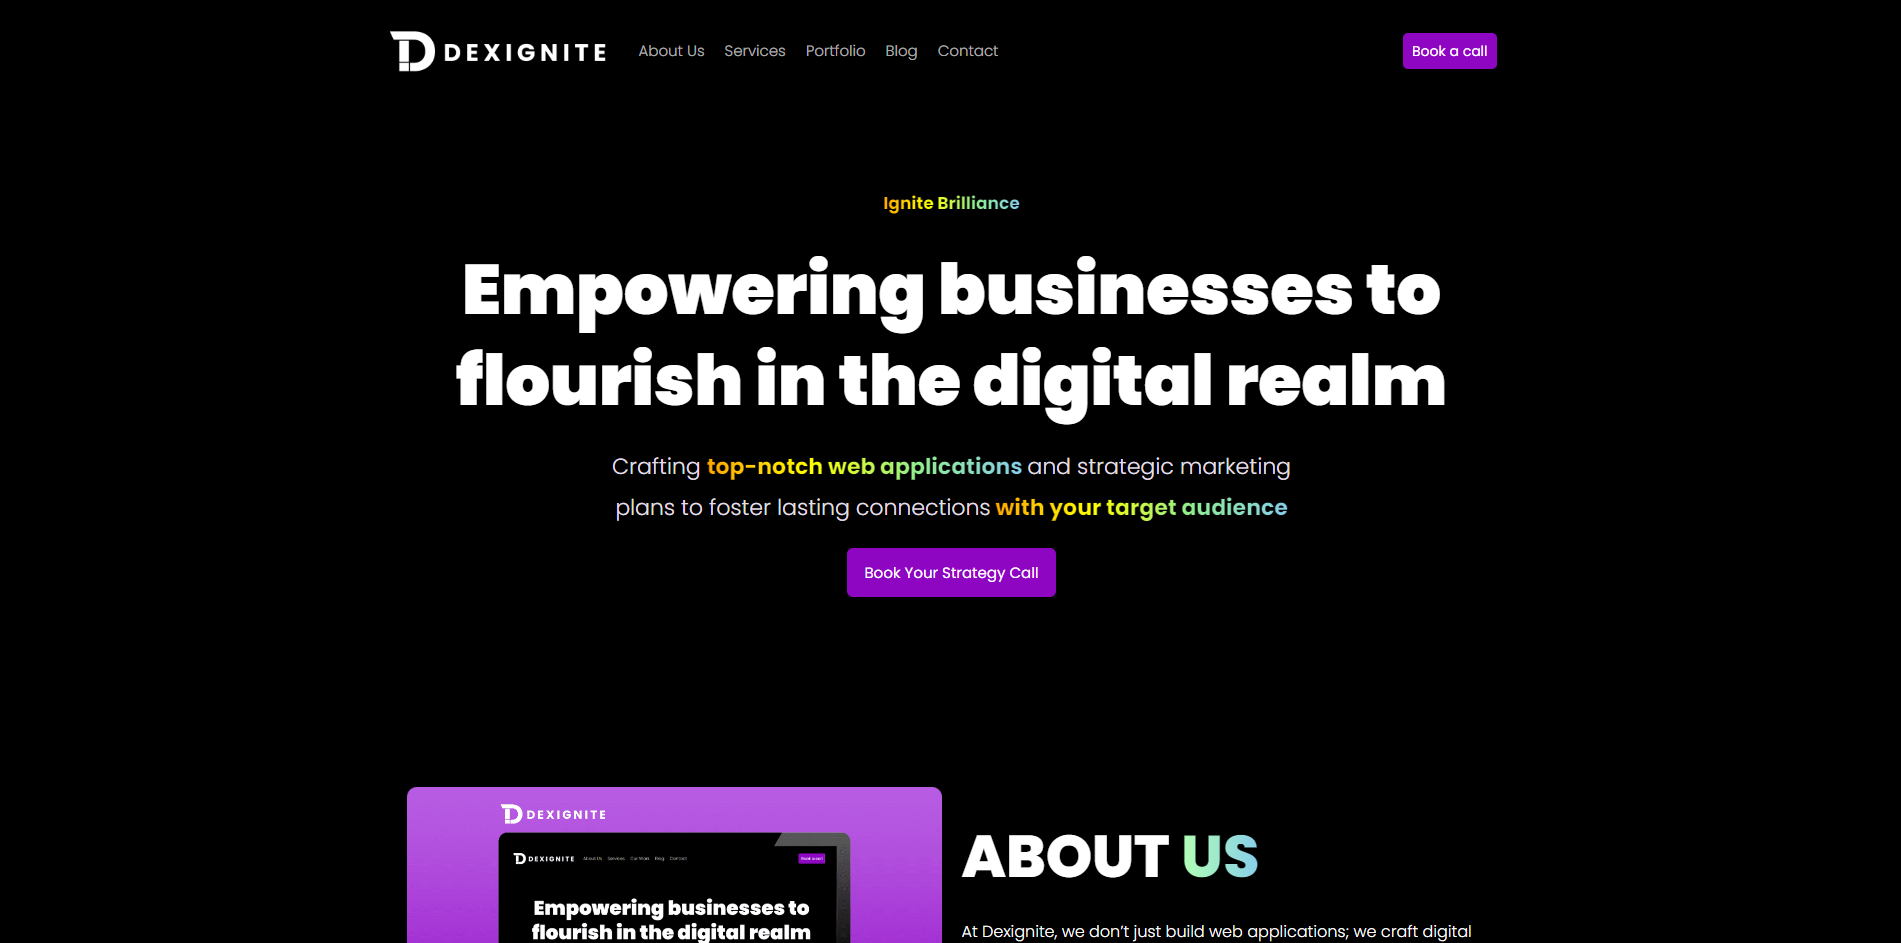 DEXIGNITE
About Us Services Portfolio Blog Contact
Book a call
Ignite Brilliance
Empowering businesses to
flourish in the digital realm
Crafting top-notch web applications and strategic marketing
plans to foster lasting connections with your target audience
Book Your Strategy Call
DEXIGNITE
DEXIGNITE About Us Services Our Work Blog Contact Book a call
Empowering businesses to
flourish in the digital realm
ABOUT US
At Dexignite, we don’t just build web applications; we craft digital